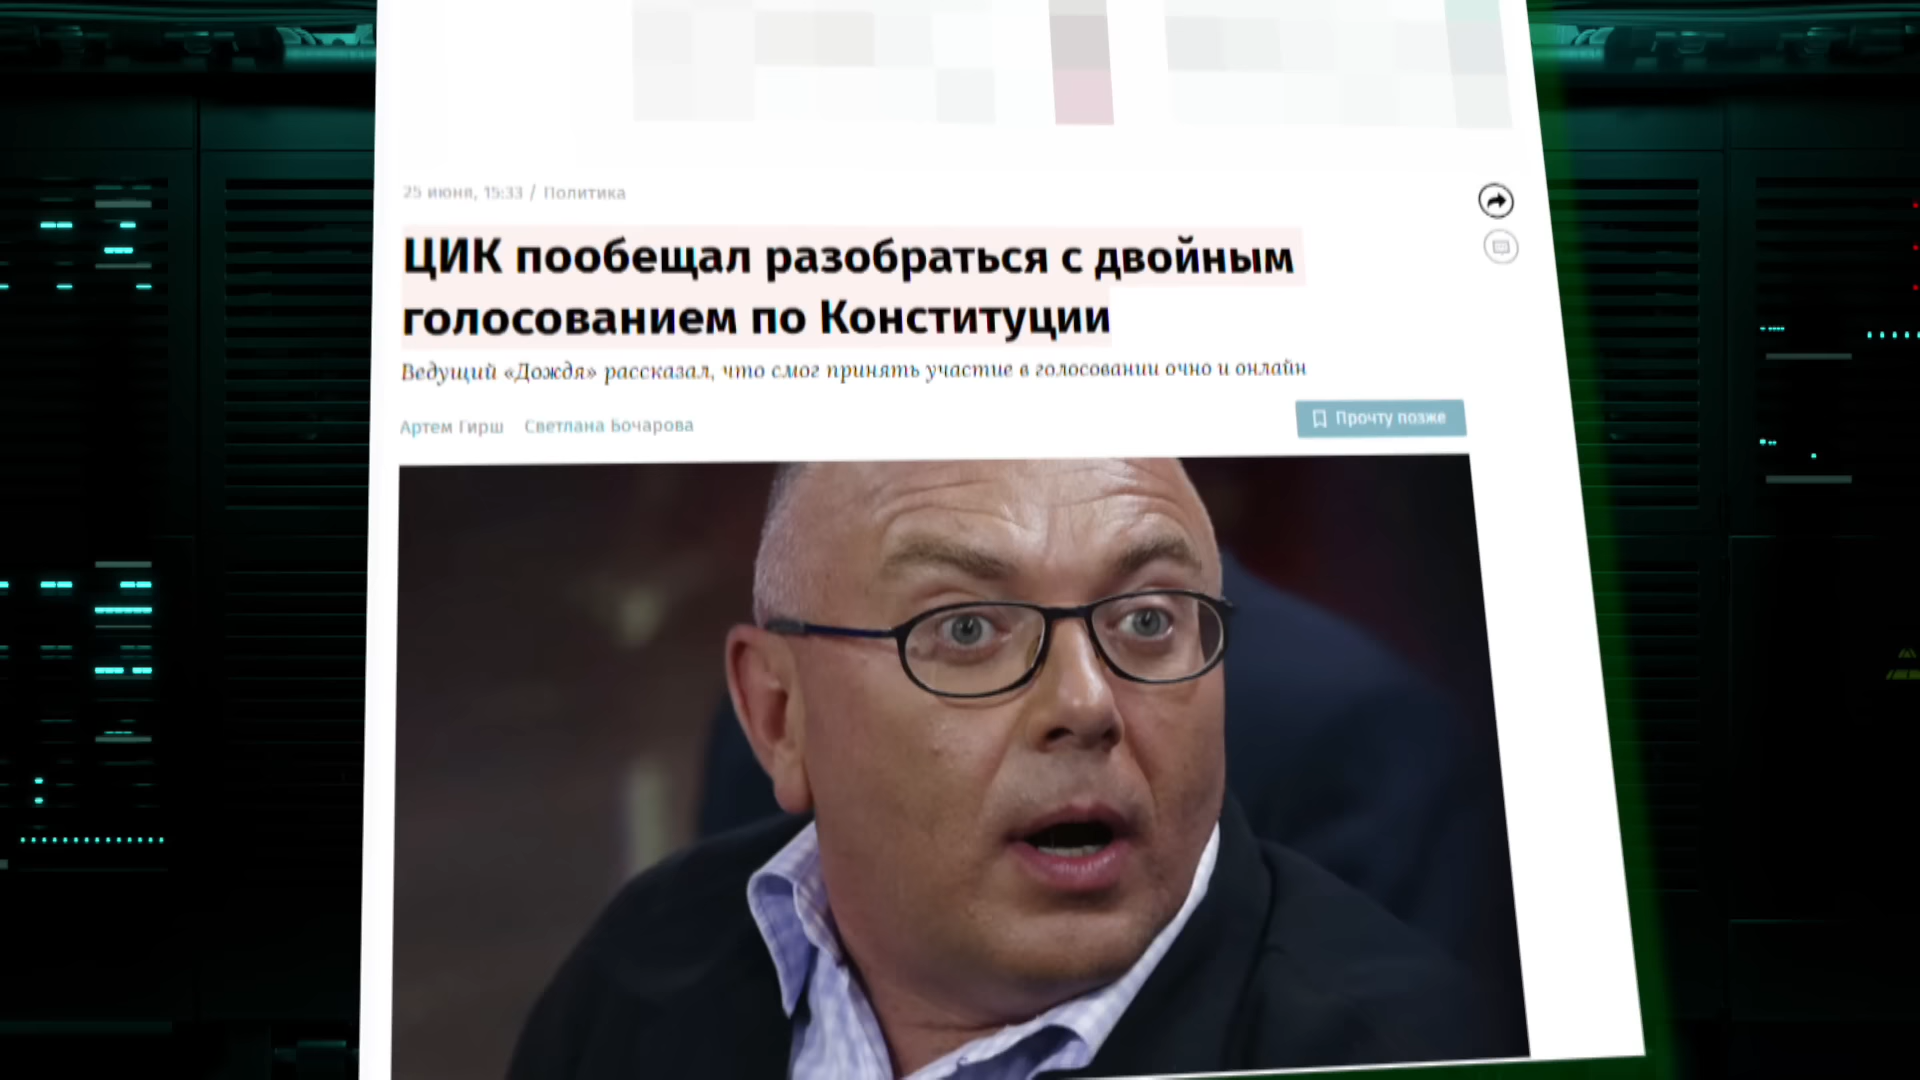 25 июня, 15:33 / Политика
ЦИК пообещал разобраться с двойным
голосованием по Конституции
Ведущий «Дождя» рассказал, что смог принять участие в голосовании очно и онлайн
Артем Гирш Светлана Бочарова
Прочту позже